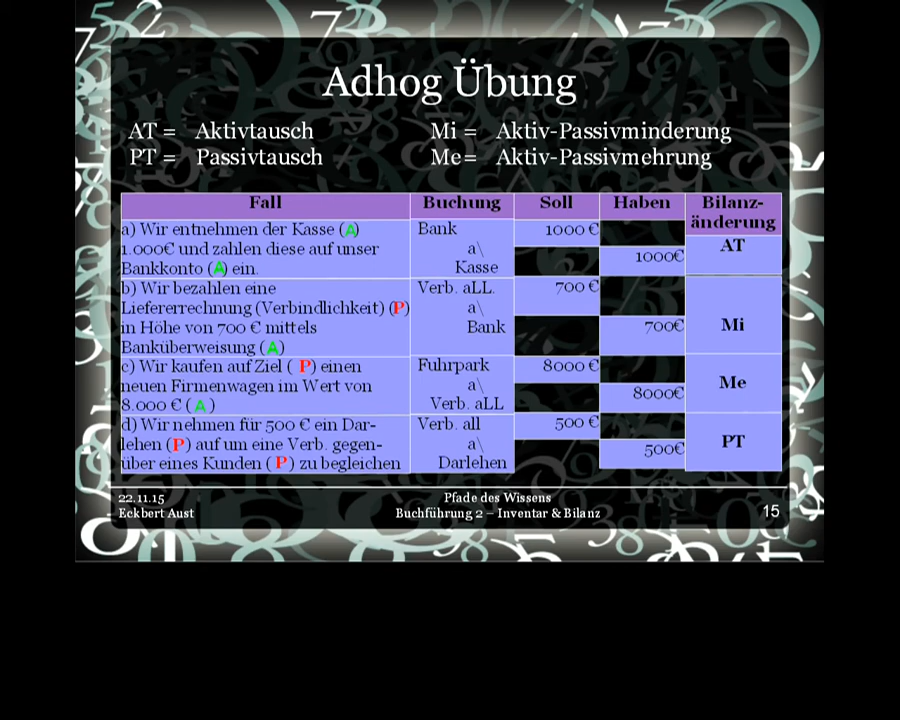 Adhog Übung
AT = Aktivtausch
Mi = Aktiv-Passivminderung
PT = Passivtausch
Me= Aktiv-Passivmehrung
Fall
Buchung
Soll
Haben
Bilanz-
änderung
a) Wir entnehmen der Kasse (A)
1.000€ und zahlen diese auf unser
Bankkonto (A) ein.
Bank
a\
Kasse
1000 €
1000€
AT
b) Wir bezahlen eine
Liefererrechnung (Verbindlichkeit) (P)
in Höhe von 700 € mittels
Banküberweisung (A)
Verb. aLL.
a\
Bank
700 €
700€
Mi
c) Wir kaufen auf Ziel ( P) einen
neuen Firmenwagen im Wert von
8.000 € ( A )
Fuhrpark
a\
Verb. aLL
8000 €
8000€
Me
d) Wir nehmen für 500 € ein Dar-
lehen (P) auf um eine Verb. gegen-
über eines Kunden ( P) zu begleichen
Verb. all
a\
Darlehen
500 €
500€
PT
22.11.15
Eckbert Aust
Pfade des Wissens
Buchführung 2 – Inventar & Bilanz
15